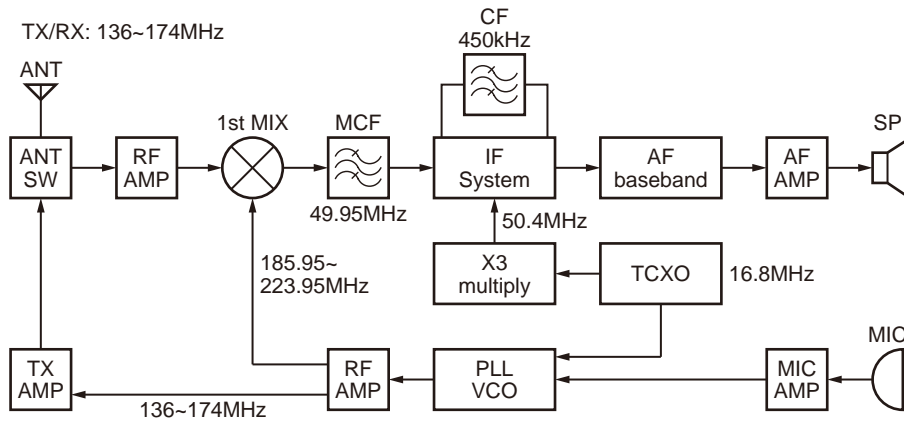 TX/RX: 136~174MHz
CF
450kHz
ANT
1st MIX
MCF
SP
ANT
SW
RF
AMP
IF
System
AF
baseband
AF
AMP
49.95MHz
50.4MHz
185.95~
223.95MHz
X3
multiply
TCXO
16.8MHz
MIC
TX
AMP
RF
AMP
PLL
VCO
MIC
AMP
136~174MHz